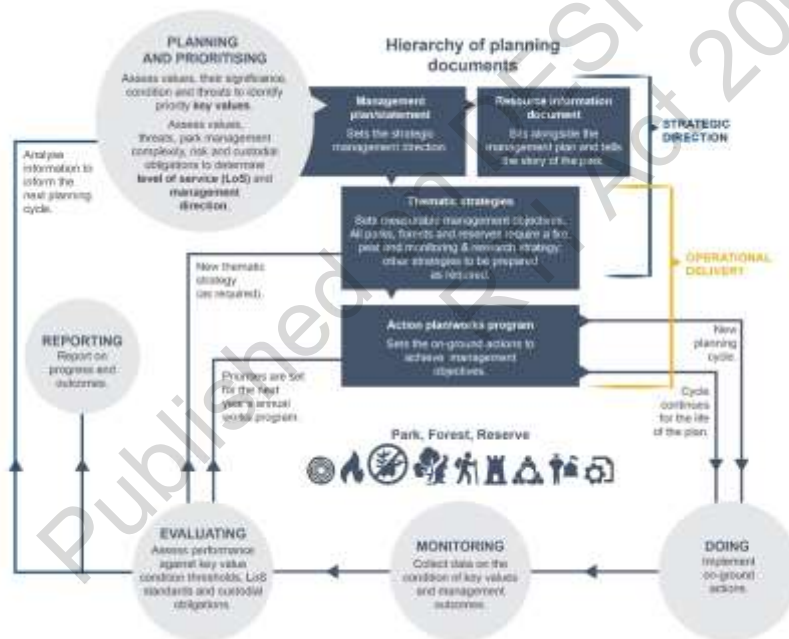 PLANNING
AND PRIORITISING
Assess values, their significance,
condition and threats to identify
priority key values.
Assess values,
threats, park management
complexity, risk and custodial
obligations to determine
level of service (LoS) and
management
direction.
Hierarchy of planning
documents
Management
plan/statement
Sets the strategic
management direction.
Resource information
document
Sits alongside the
management plan and tells
the story of the park.
STRATEGIC
DIRECTION
Analyse
information to
inform the
next planning
cycle.
Thematic strategies
Sets measurable management objectives.
All parks, forests and reserves require a fire,
pest and monitoring & research strategy;
other strategies to be prepared
as required.
OPERATIONAL
DELIVERY
New thematic
strategy
(as required).
Action plan/works program
Sets the on-ground actions to
achieve management
objectives.
REPORTING
Report on
progress and
outcomes.
Priorities are set
for the next
year's annual
works program.
New
planning
cycle.
Cycle
continues
for the life
of the plan.
Park, Forest, Reserve
EVALUATING
Assess performance
against key value
condition thresholds, LoS
standards and custodial
obligations.
MONITORING
Collect data on the
condition of key values
and management
outcomes.
DOING
Implement
on-ground
actions.
Published on DESI
RTI Act 20